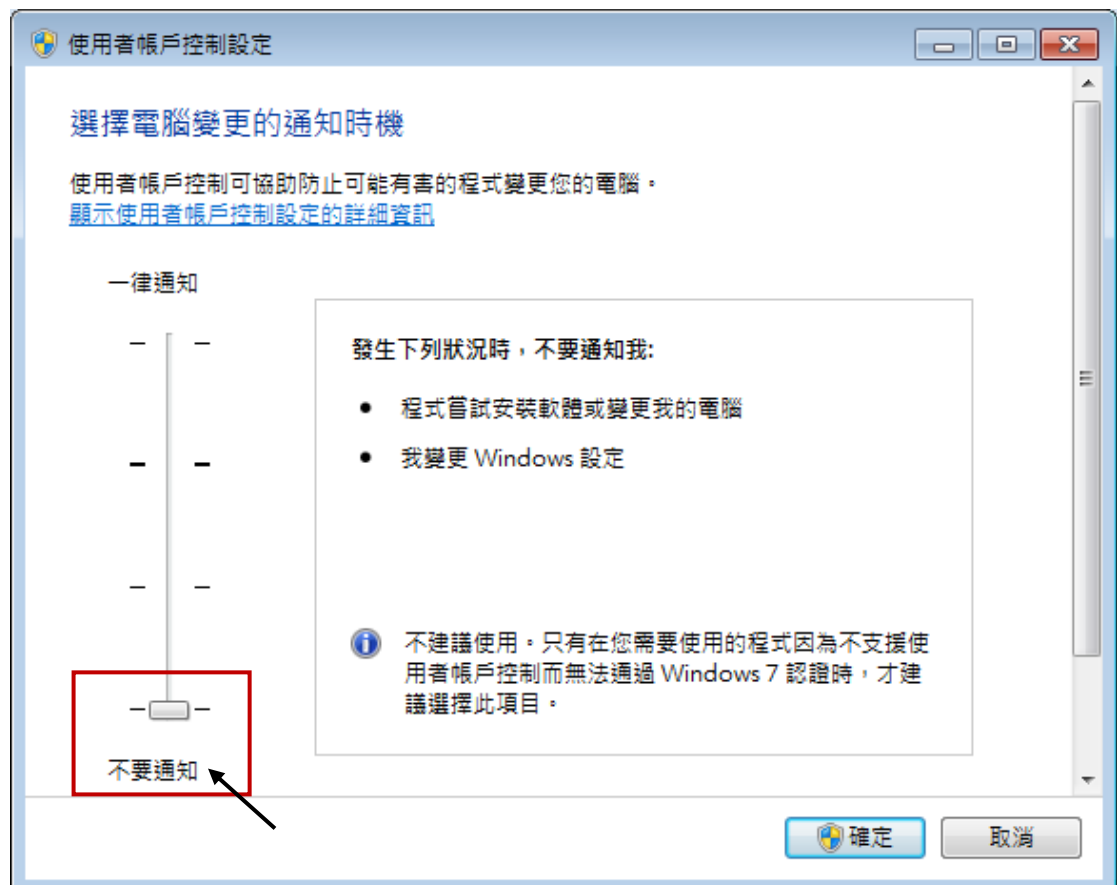 使用者帳戶控制設定
選擇電腦變更的通知時機
使用者帳戶控制可協助防止可能有害的程式變更您的電腦。
顯示使用者帳戶控制設定的詳細資訊
一律通知
發生下列狀況時，不要通知我:
● 程式嘗試安裝軟體或變更我的電腦
● 我變更 Windows 設定
不建議使用。只有在您需要使用的程式因為不支援使
用者帳戶控制而無法通過 Windows 7 認證時，才建
議選擇此項目。
不要通知
確定
取消